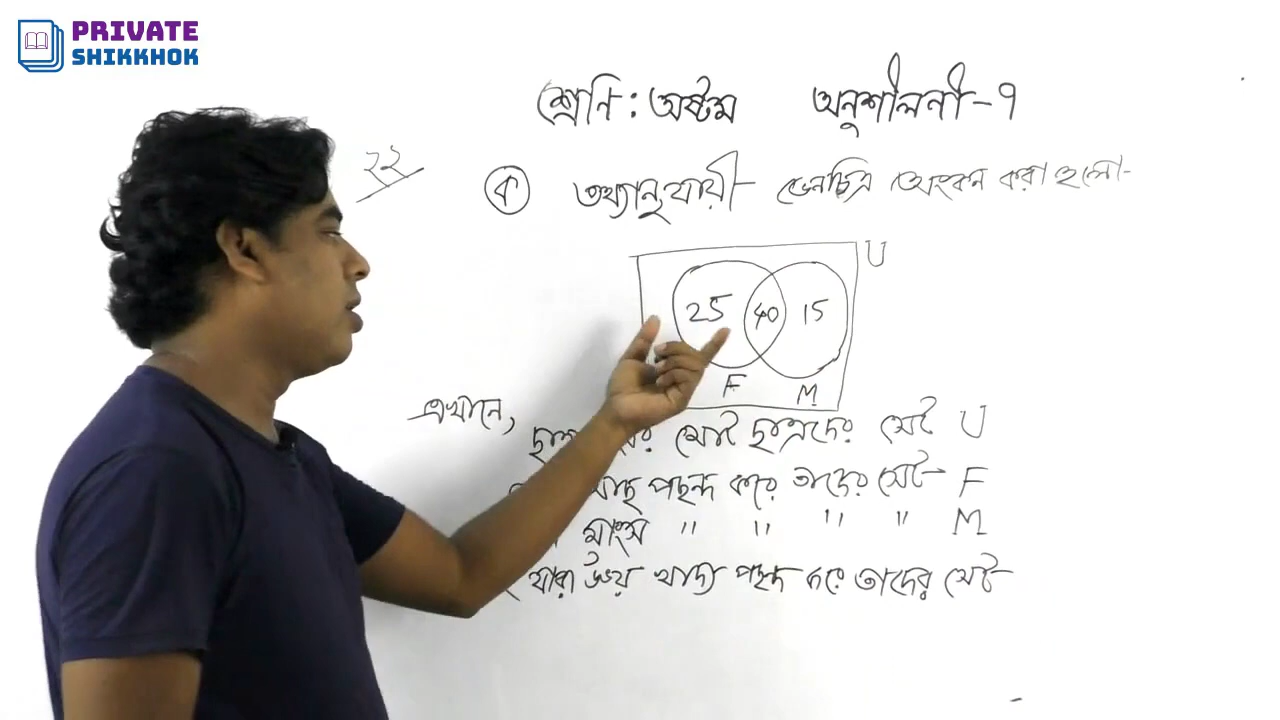 PRIVATE
SHIKKHOK
শ্রেণি : অষ্টম অনুশীলনী-৭
২২
ক তথ্যানুযায়ী ভেনচিত্র অংকন করা হলো-
U
25 40 15
F M
এখানে,
মোট ছাত্রদের সেট U
মাছ পছন্দ করে তাদের সেট F
মাংস " " " " M
যারা উভয় খাদ্য পছন্দ করে তাদের সেট